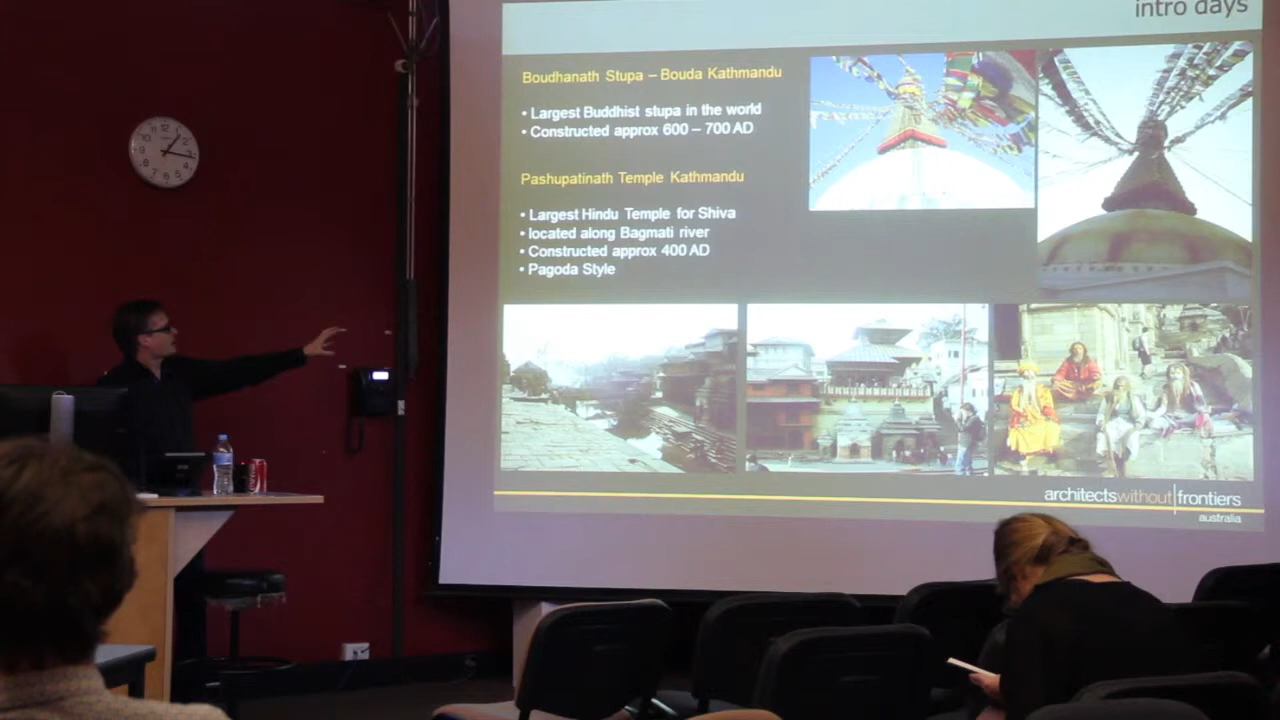 intro days
Boudhanath Stupa – Bouda Kathmandu
• Largest Buddhist stupa in the world
• Constructed approx 600 – 700 AD
Pashupatinath Temple Kathmandu
• Largest Hindu Temple for Shiva
• located along Bagmati river
• Constructed approx 400 AD
• Pagoda Style
architectswithout|frontiers
australia